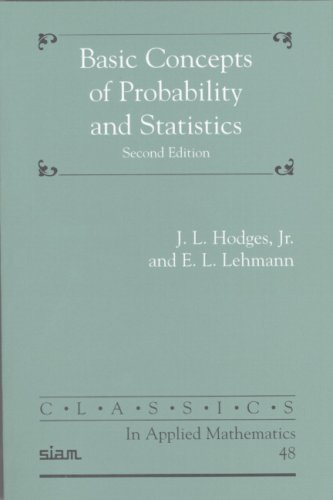 Basic Concepts
of Probability
and Statistics
Second Edition
J. L. Hodges, Jr.
and E. L. Lehmann
C • L • A • S • S • I • C • S
In Applied Mathematics
siam
48